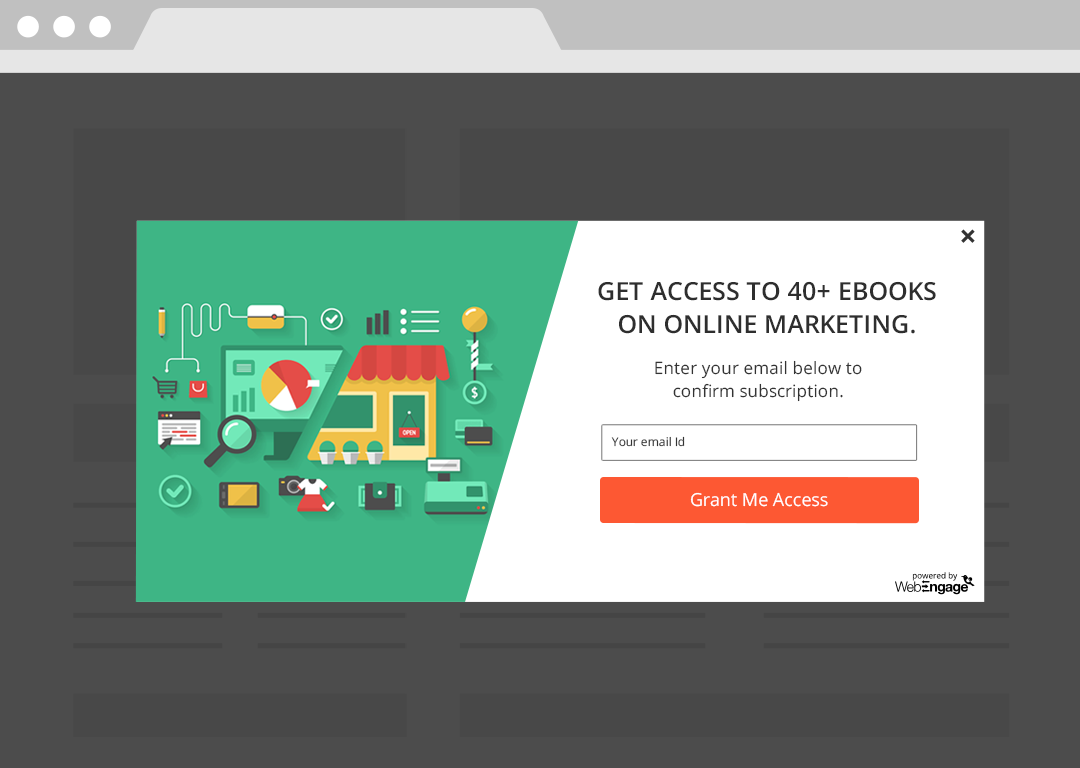 GET ACCESS TO 40+ EBOOKS
ON ONLINE MARKETING.
Enter your email below to
confirm subscription.
Your email Id
Grant Me Access
OPEN
$
powered by
WebEngage